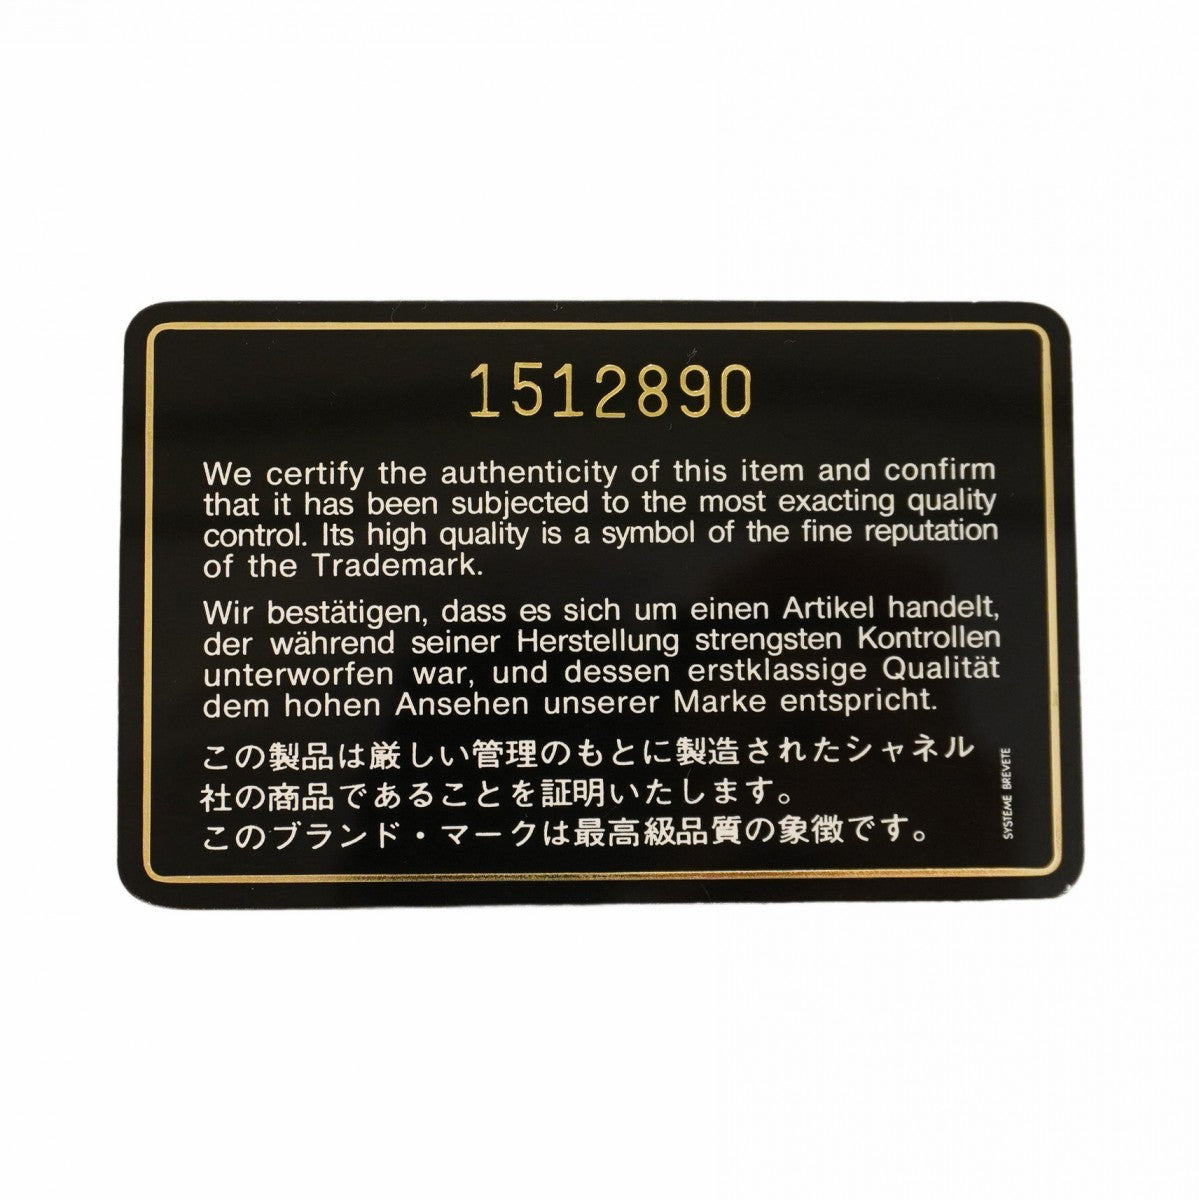 1512890
We certify the authenticity of this item and confirm
that it has been subjected to the most exacting quality
control. Its high quality is a symbol of the fine reputation
of the Trademark.
Wir bestätigen, dass es sich um einen Artikel handelt,
der während seiner Herstellung strengsten Kontrollen
unterworfen war, und dessen erstklassige Qualität
dem hohen Ansehen unserer Marke entspricht.
この製品は厳しい管理のもとに製造されたシャネル
社の商品であることを証明いたします。
このブランド・マークは最高級品質の象徴です。
SYSTEME BREVETE